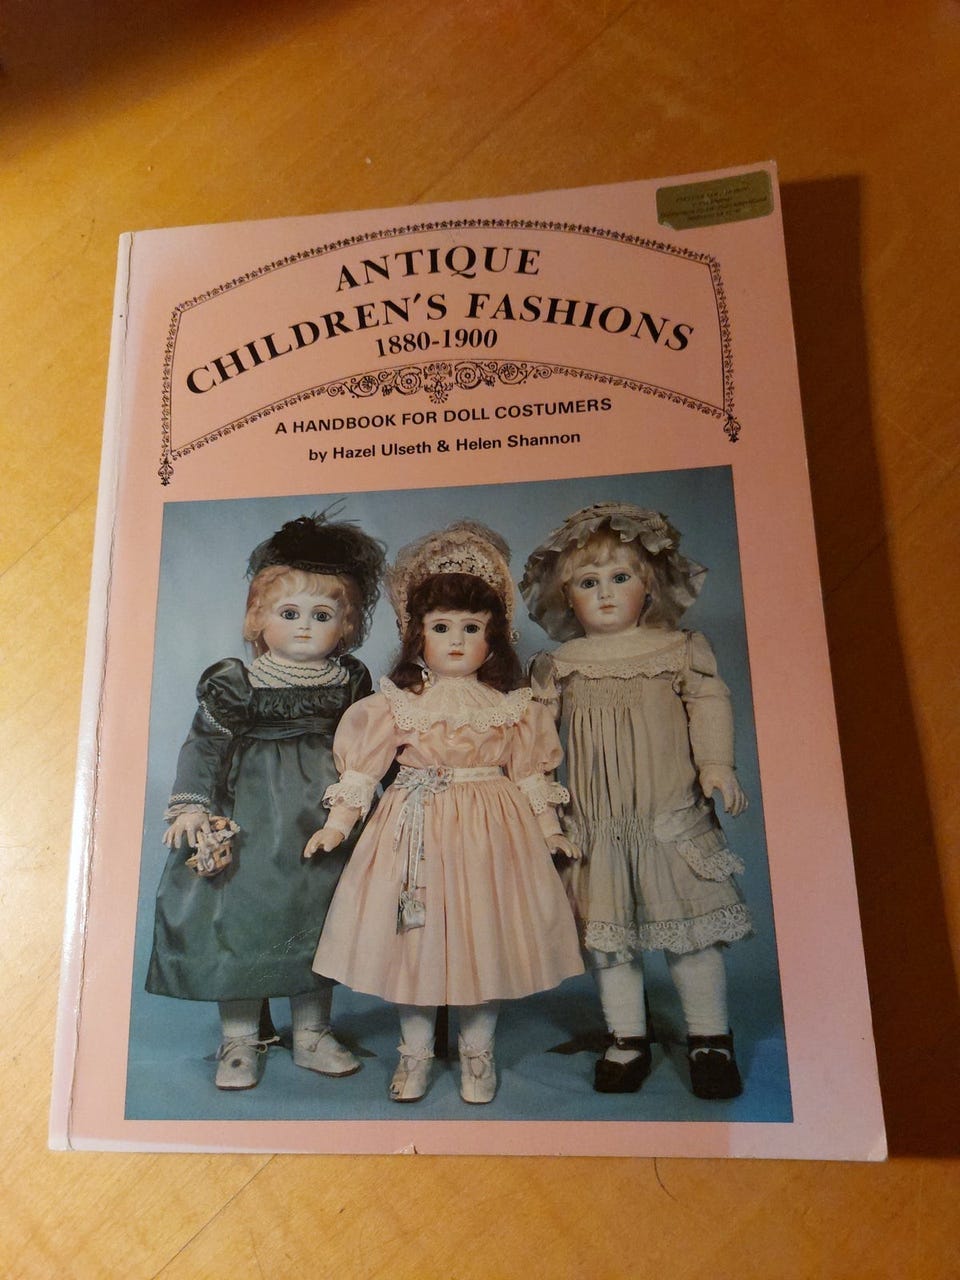 ANTIQUE
CHILDREN'S FASHIONS
1880-1900
A HANDBOOK FOR DOLL COSTUMERS
by Hazel Ulseth & Helen Shannon